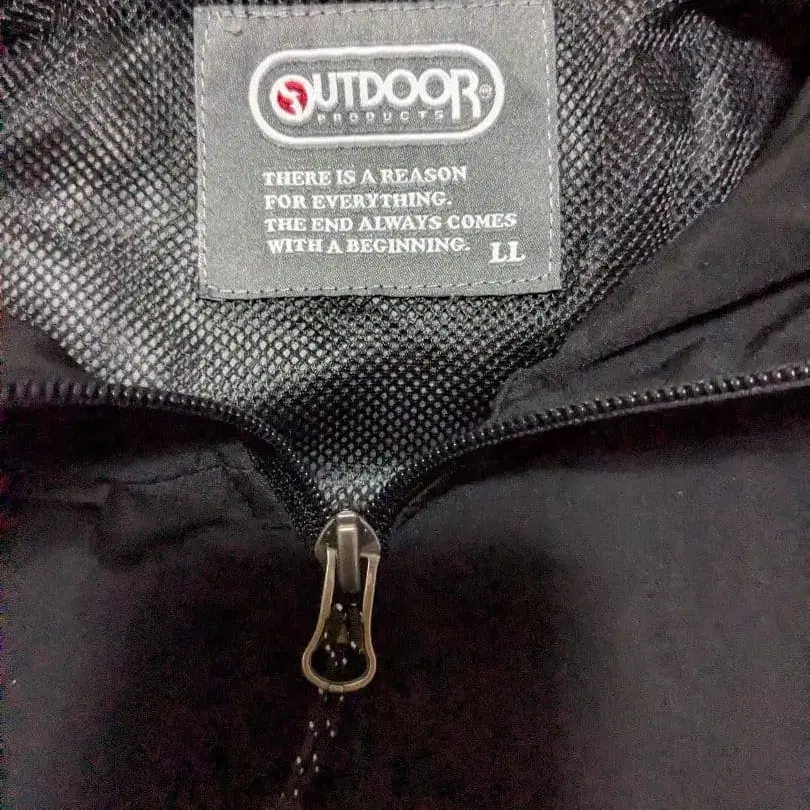 OUTDOOR
PRODUCTS
THERE IS A REASON
FOR EVERYTHING.
THE END ALWAYS COMES
WITH A BEGINNING.
LL